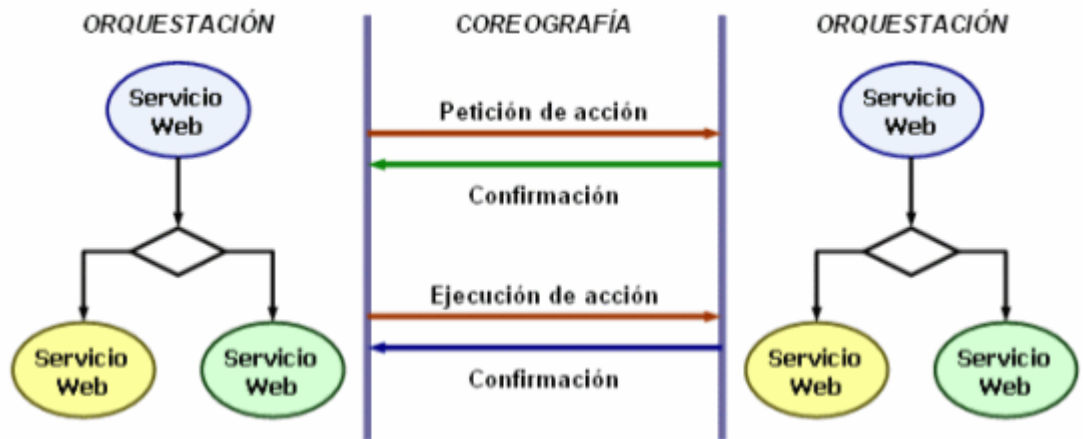 ORQUESTACIÓN
COREOGRAFÍA
ORQUESTACIÓN
Servicio
Web
Petición de acción
Servicio
Web
Confirmación
Ejecución de acción
Servicio
Web
Servicio
Web
Confirmación
Servicio
Web
Servicio
Web